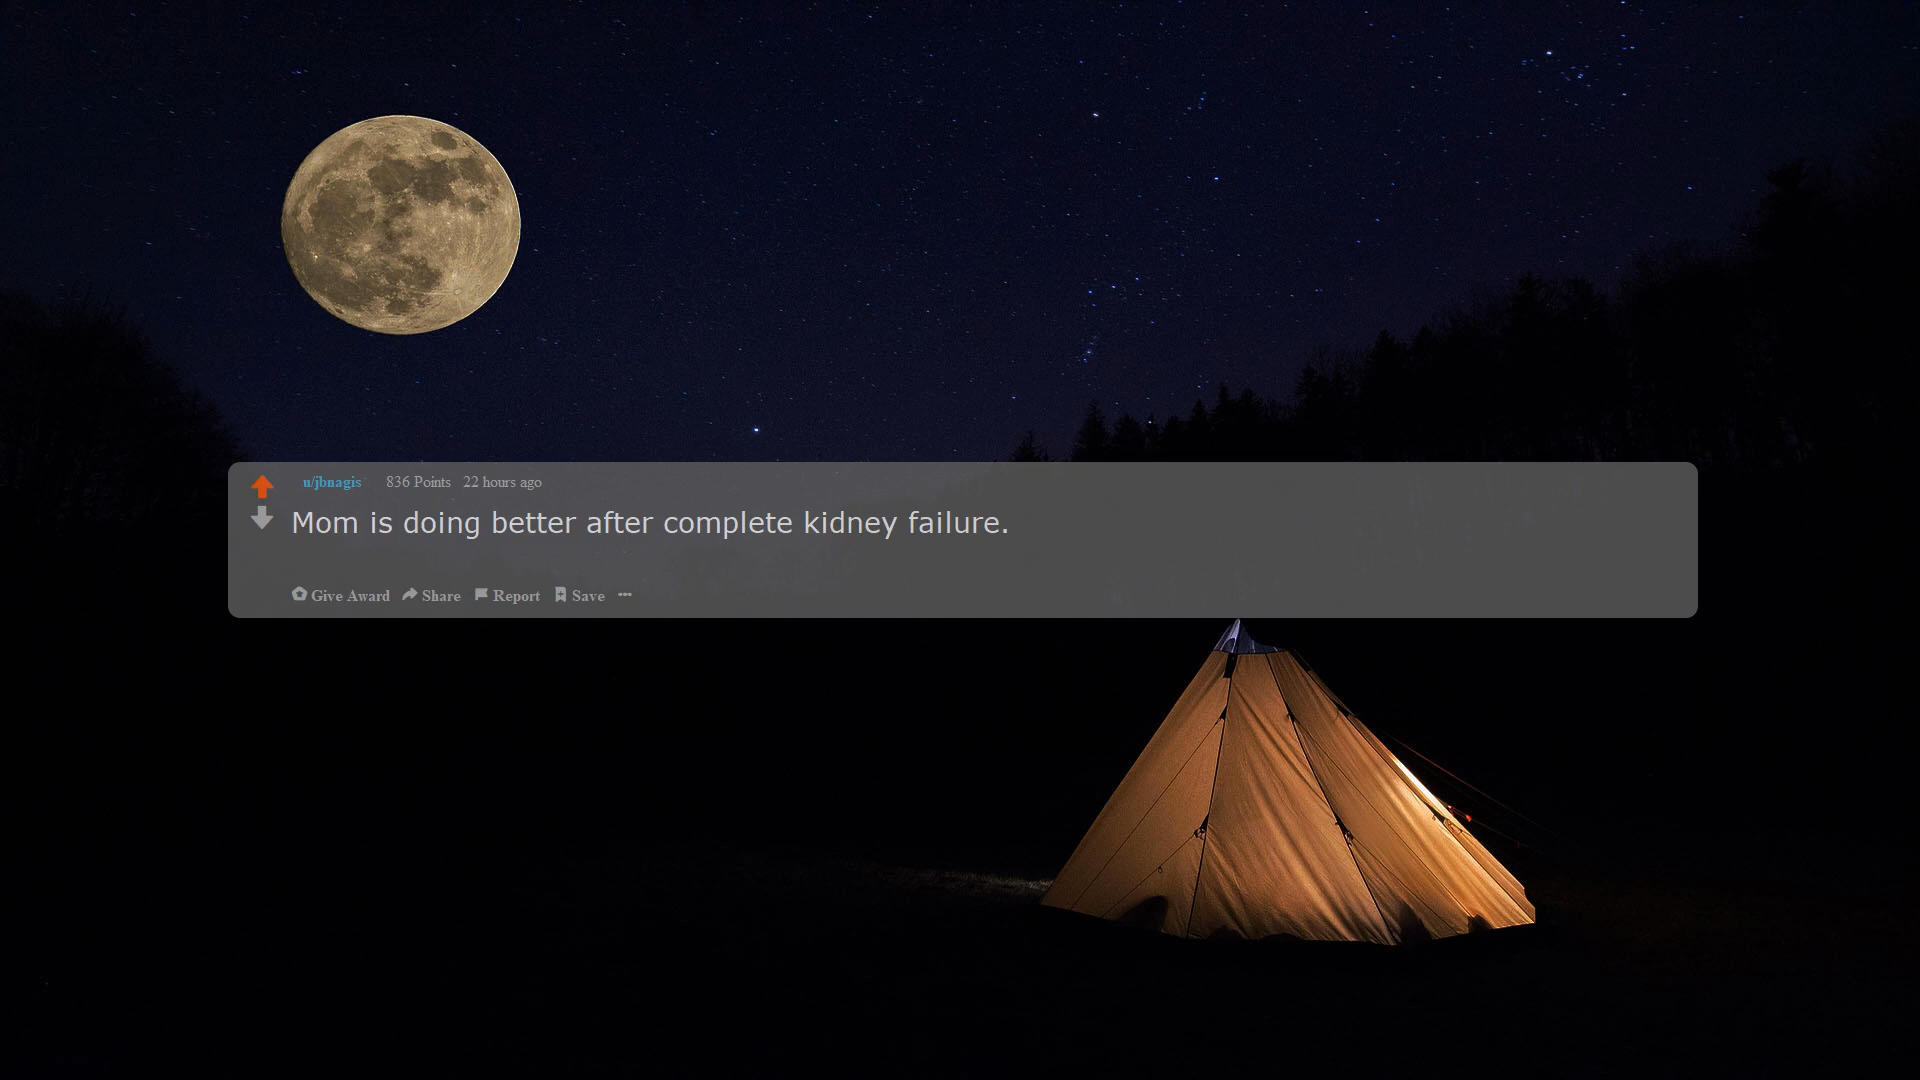 u/jbnagis 836 Points 22 hours ago
Mom is doing better after complete kidney failure.
Give Award Share Report Save